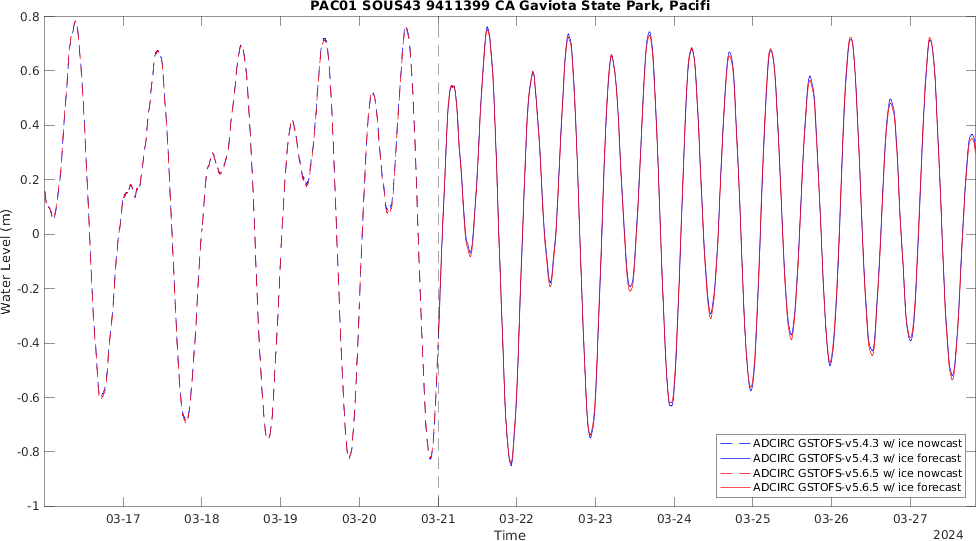 PAC01 SOUS43 9411399 CA Gaviota State Park, Pacifi
0.8
0.6
0.4
0.2
0
-0.2
-0.4
-0.6
-0.8
-1
Water Level (m)
ADCIRC GSTOFS-v5.4.3 w/ ice nowcast
ADCIRC GSTOFS-v5.4.3 w/ ice forecast
ADCIRC GSTOFS-v5.6.5 w/ ice nowcast
ADCIRC GSTOFS-v5.6.5 w/ ice forecast
03-17 03-18 03-19 03-20 03-21 03-22 03-23 03-24 03-25 03-26 03-27
Time
2024